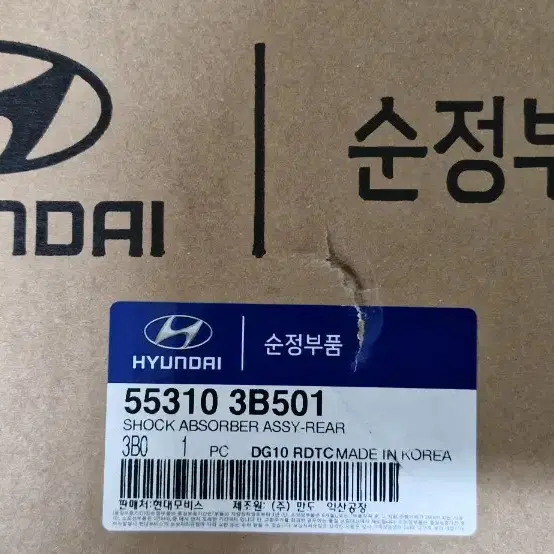 HYUNDAI
순정부품
HYUNDAI
순정부품
55310 3B501
SHOCK ABSORBER ASSY-REAR
3B0 1 PC DG10 RDTC MADE IN KOREA
판매처:현대모비스 제조원: (주) 만도 익산공장